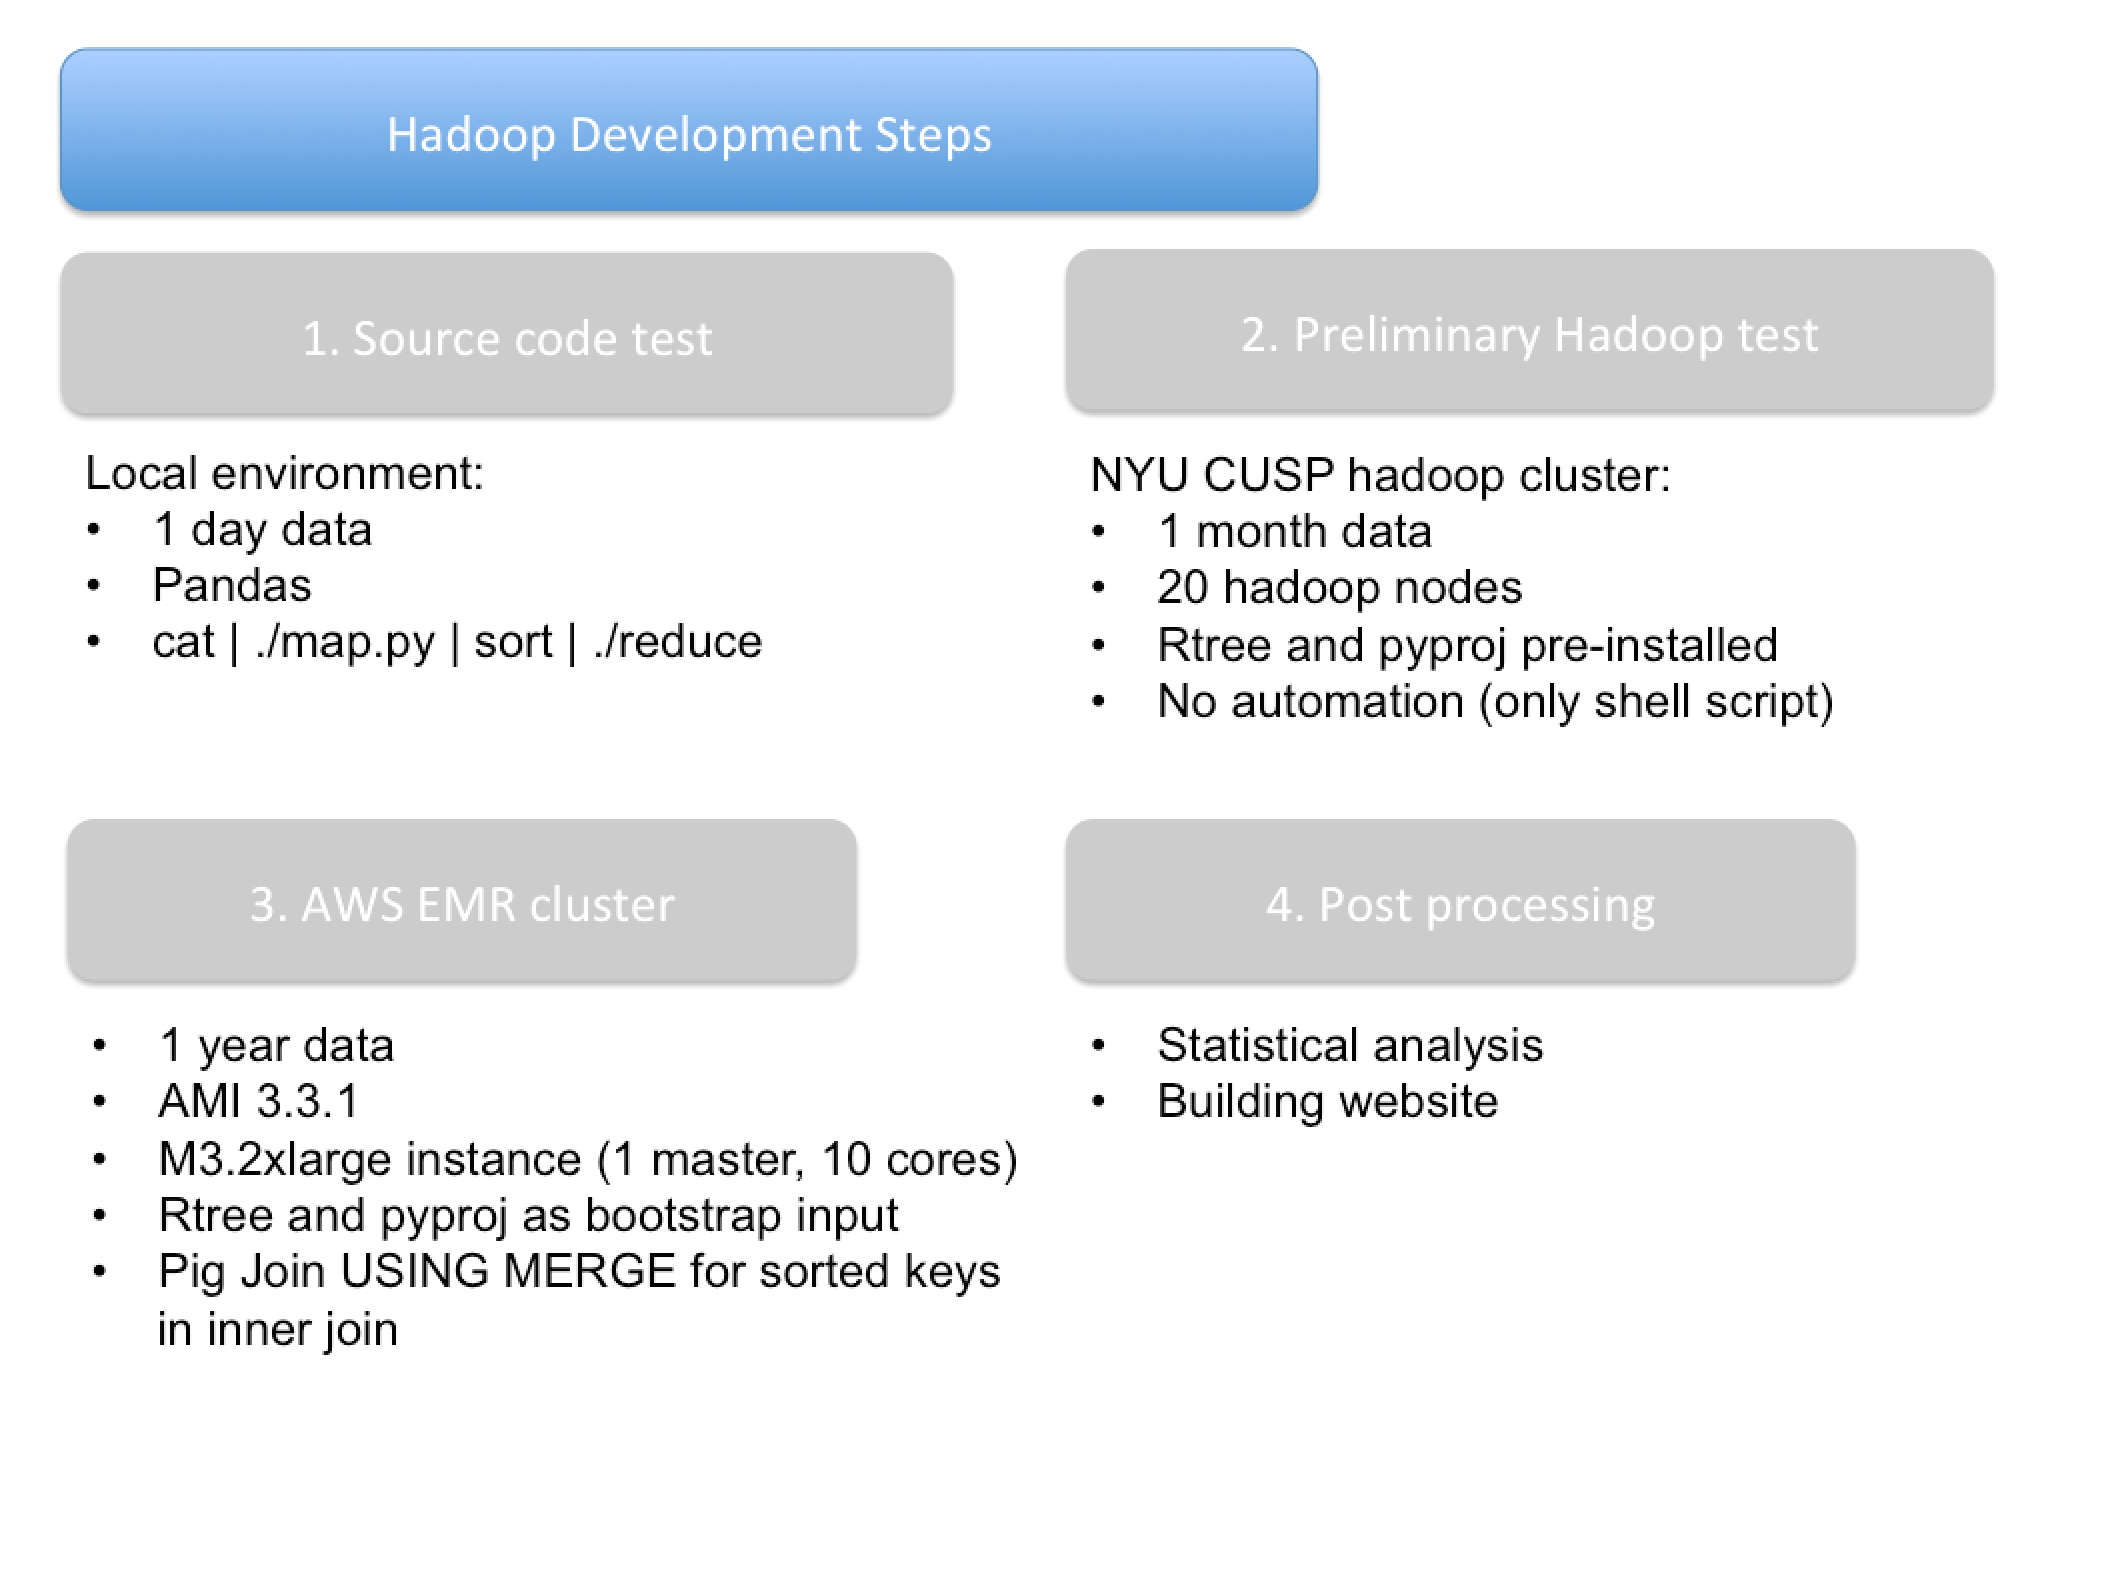 Hadoop Development Steps
1. Source code test
Local environment:
• 1 day data
• Pandas
• cat | ./map.py | sort | ./reduce
2. Preliminary Hadoop test
NYU CUSP hadoop cluster:
• 1 month data
• 20 hadoop nodes
• Rtree and pyproj pre-installed
• No automation (only shell script)
3. AWS EMR cluster
• 1 year data
• AMI 3.3.1
• M3.2xlarge instance (1 master, 10 cores)
• Rtree and pyproj as bootstrap input
• Pig Join USING MERGE for sorted keys
in inner join
4. Post processing
• Statistical analysis
• Building website